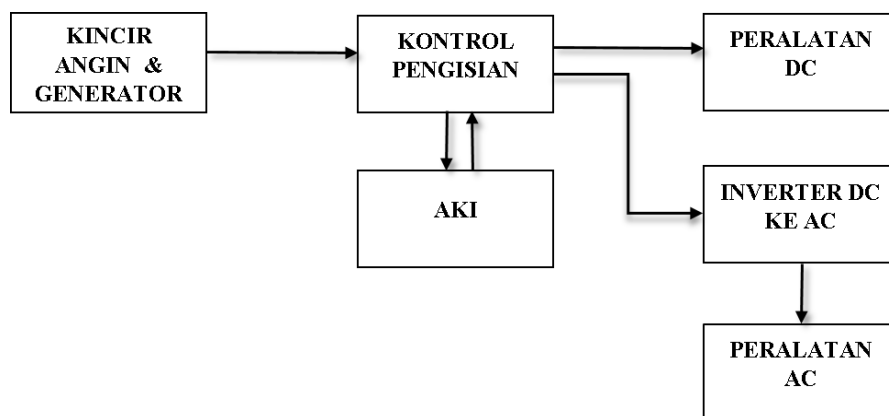 KINCIR
ANGIN & 
GENERATOR
KONTROL
PENGISIAN
PERALATAN
DC
AKI
INVERTER DC
KE AC
PERALATAN
AC